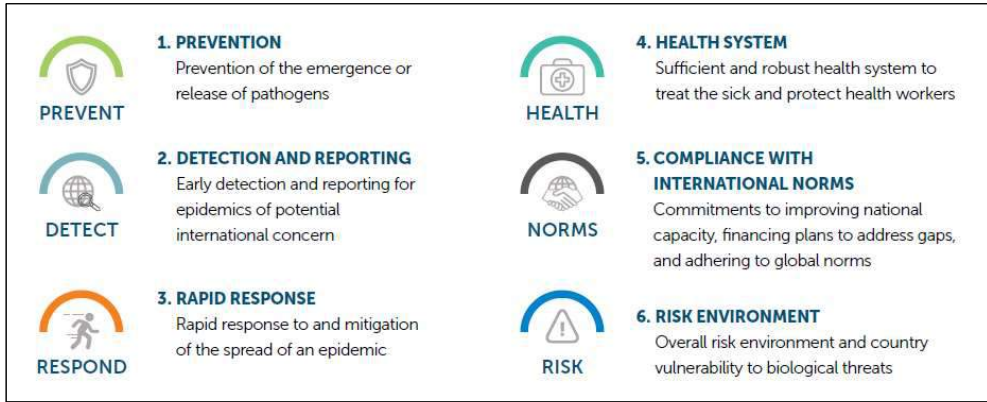 PREVENT
1. PREVENTION
Prevention of the emergence or
release of pathogens
DETECT
2. DETECTION AND REPORTING
Early detection and reporting for
epidemics of potential
international concern
RESPOND
3. RAPID RESPONSE
Rapid response to and mitigation
of the spread of an epidemic
HEALTH
4. HEALTH SYSTEM
Sufficient and robust health system to
treat the sick and protect health workers
NORMS
5. COMPLIANCE WITH
INTERNATIONAL NORMS
Commitments to improving national
capacity, financing plans to address gaps,
and adhering to global norms
RISK
6. RISK ENVIRONMENT
Overall risk environment and country
vulnerability to biological threats